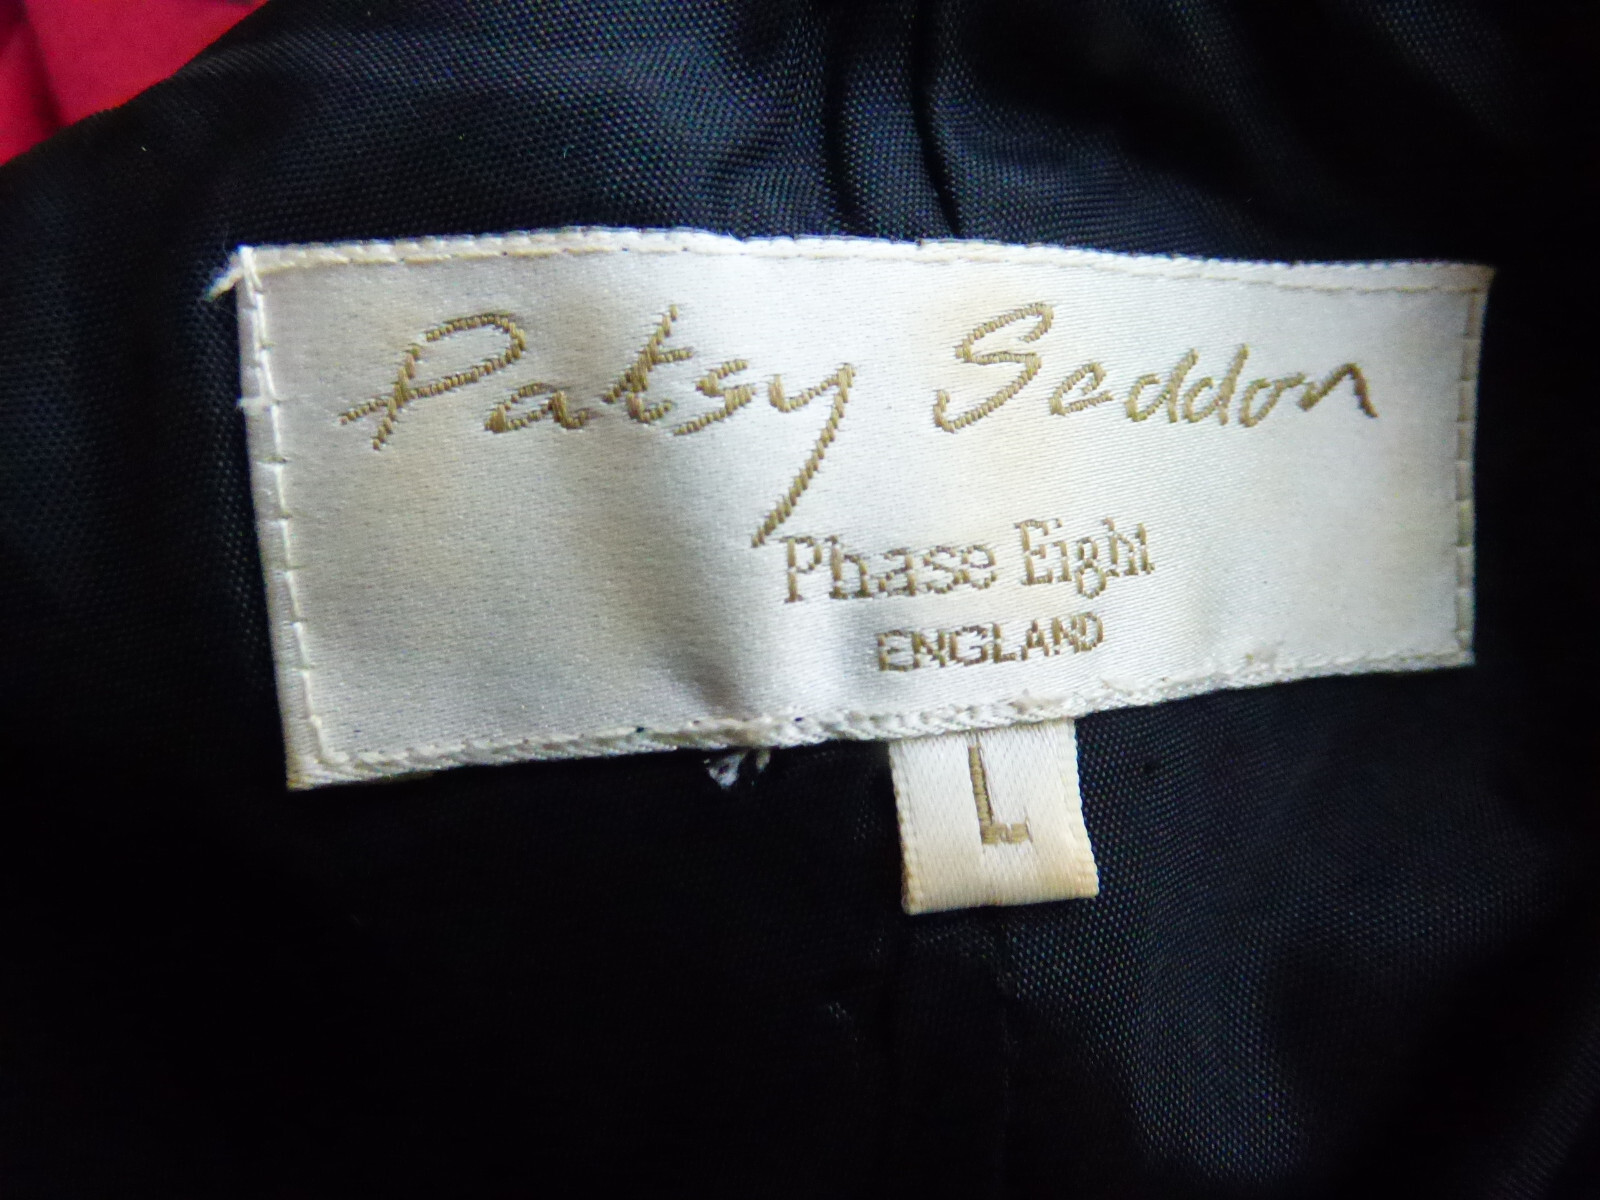 Patsy Seddon
Phase Eight
ENGLAND
L